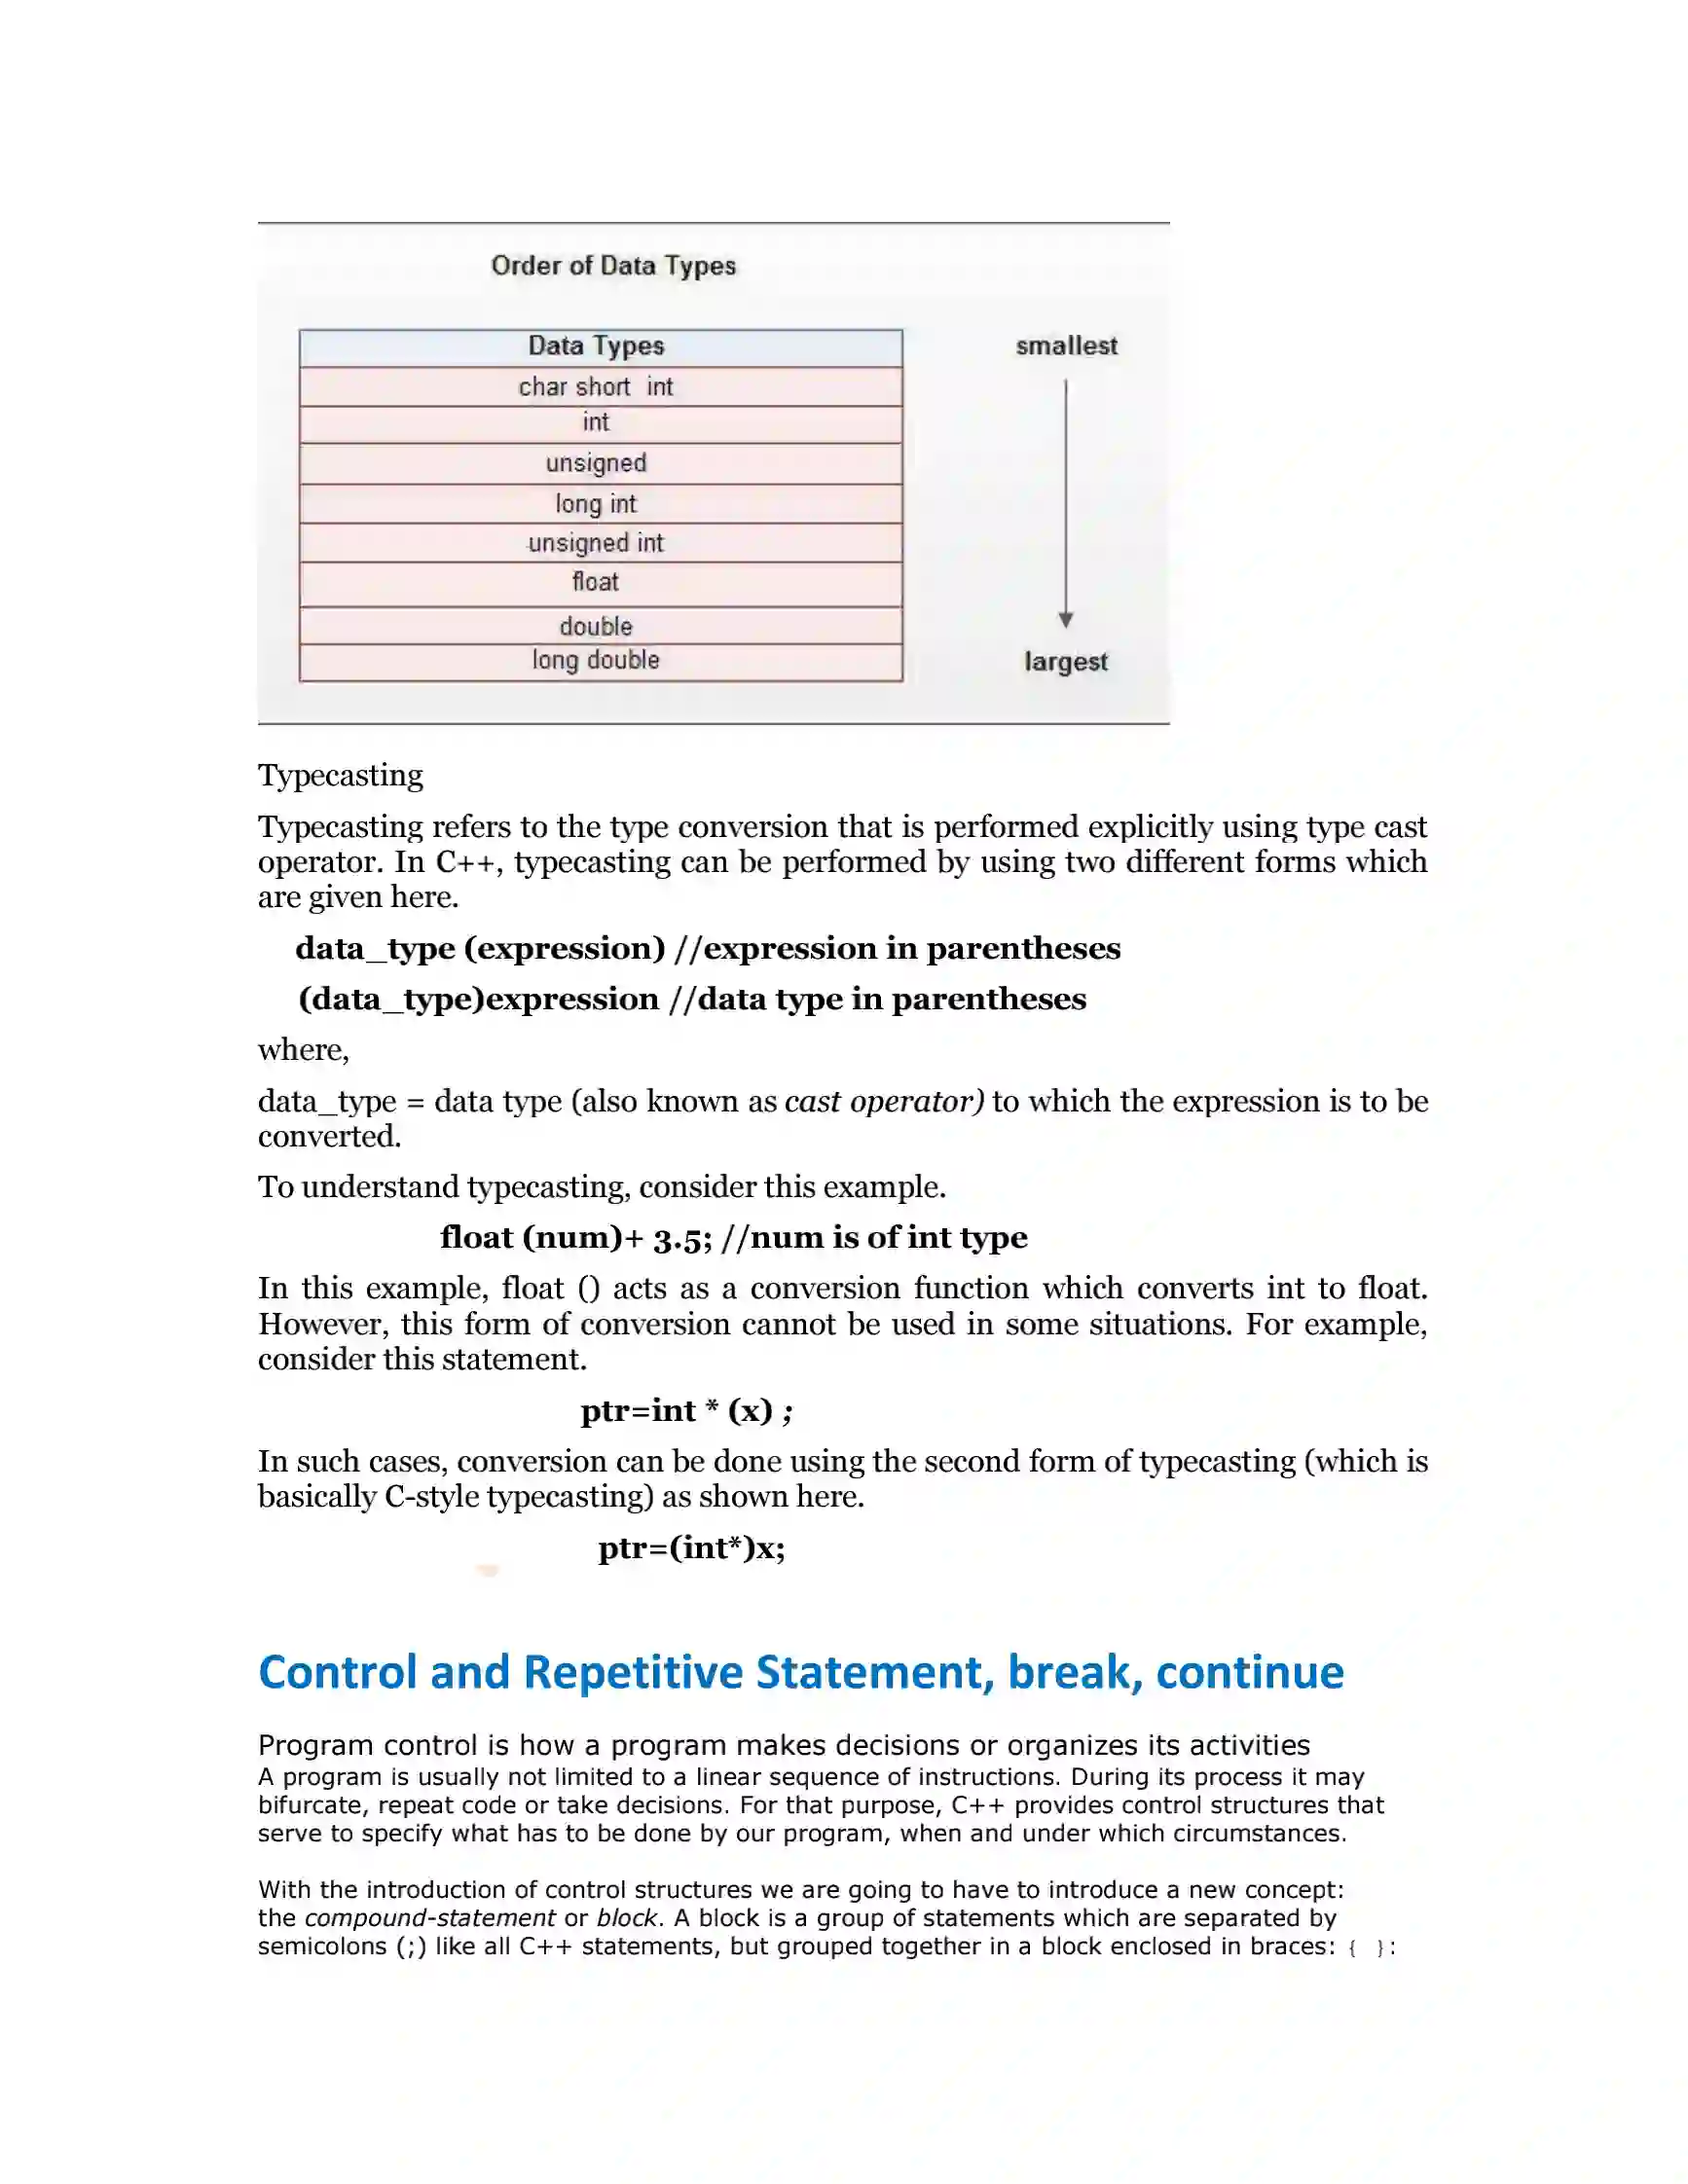 Order of Data Types
Data Types
smallest
char short int
int
unsigned
long int
unsigned int
float
double
long double
largest
Typecasting
Typecasting refers to the type conversion that is performed explicitly using type cast
operator. In C++, typecasting can be performed by using two different forms which
are given here.
data_type (expression) //expression in parentheses
(data_type)expression //data type in parentheses
where,
data_type = data type (also known as cast operator) to which the expression is to be
converted.
To understand typecasting, consider this example.
float (num)+ 3.5; //num is of int type
In this example, float () acts as a conversion function which converts int to float.
However, this form of conversion cannot be used in some situations. For example,
consider this statement.
ptr=int * (x) ;
In such cases, conversion can be done using the second form of typecasting (which is
basically C-style typecasting) as shown here.
ptr=(int*)x;
Control and Repetitive Statement, break, continue
Program control is how a program makes decisions or organizes its activities
A program is usually not limited to a linear sequence of instructions. During its process it may
bifurcate, repeat code or take decisions. For that purpose, C++ provides control structures that
serve to specify what has to be done by our program, when and under which circumstances.
With the introduction of control structures we are going to have to introduce a new concept:
the compound-statement or block. A block is a group of statements which are separated by
semicolons (;) like all C++ statements, but grouped together in a block enclosed in braces: { }: